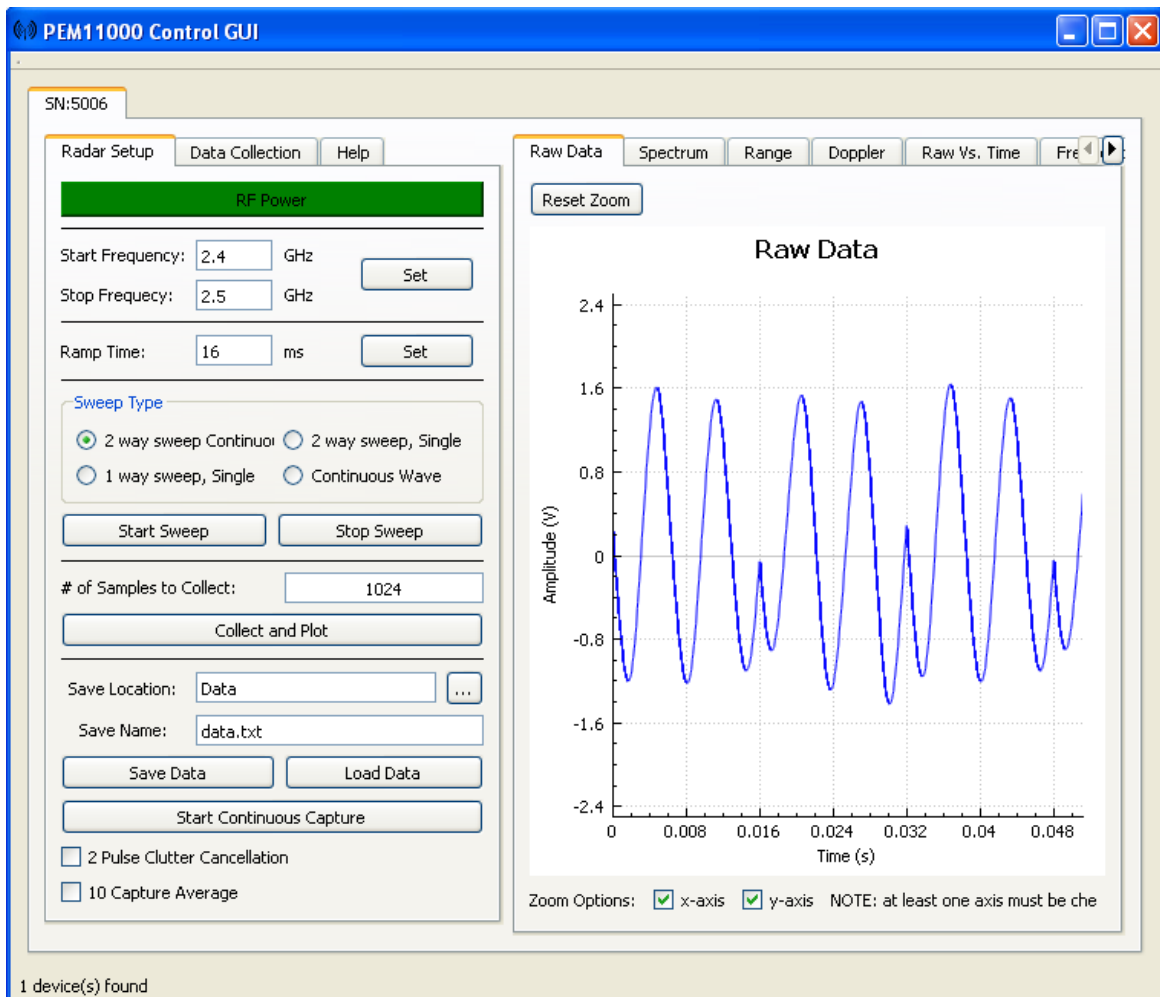 PEM11000 Control GUI
SN:5006
Radar Setup
Data Collection
Help
RF Power
Start Frequency: 2.4 GHz
Set
Stop Frequecy: 2.5 GHz
Ramp Time: 16 ms Set
Sweep Type
2 way sweep Continuo 2 way sweep, Single
1 way sweep, Single Continuous Wave
Start Sweep Stop Sweep
# of Samples to Collect: 1024
Collect and Plot
Save Location: Data ...
Save Name: data.txt
Save Data Load Data
Start Continuous Capture
2 Pulse Clutter Cancellation
10 Capture Average
Raw Data Spectrum Range Doppler Raw Vs. Time
Reset Zoom
Raw Data
Amplitude (V)
2.4
1.6
0.8
0
-0.8
-1.6
-2.4
0 0.008 0.016 0.024 0.032 0.04 0.048
Time (s)
Zoom Options: x-axis y-axis NOTE: at least one axis must be che
1 device(s) found